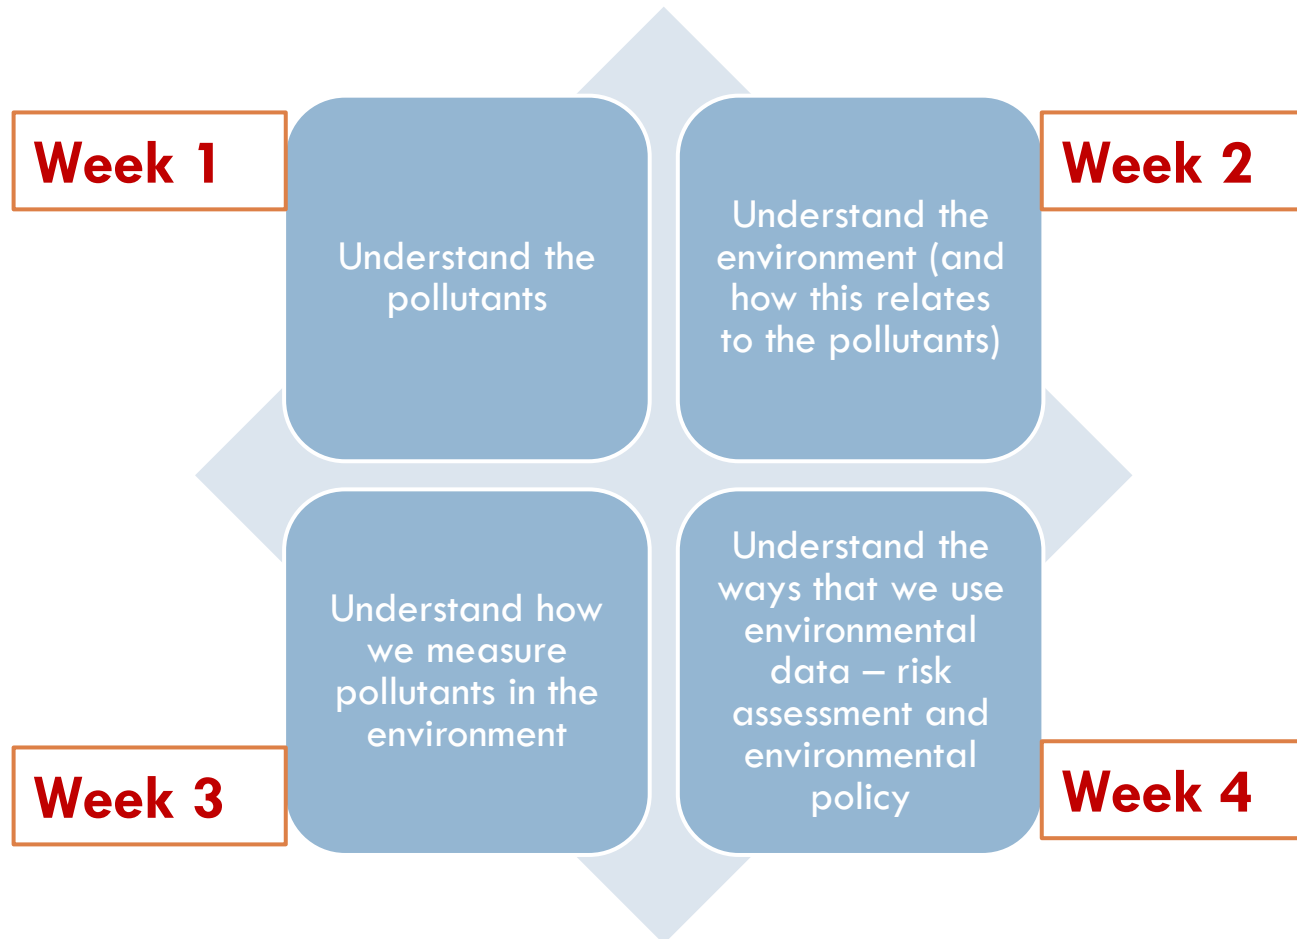 Week 1
Understand the
pollutants
Week 2
Understand the
environment (and
how this relates
to the pollutants)
Week 3
Understand how
we measure
pollutants in the
environment
Understand the
ways that we use
environmental
data – risk
assessment and
environmental
policy
Week 4